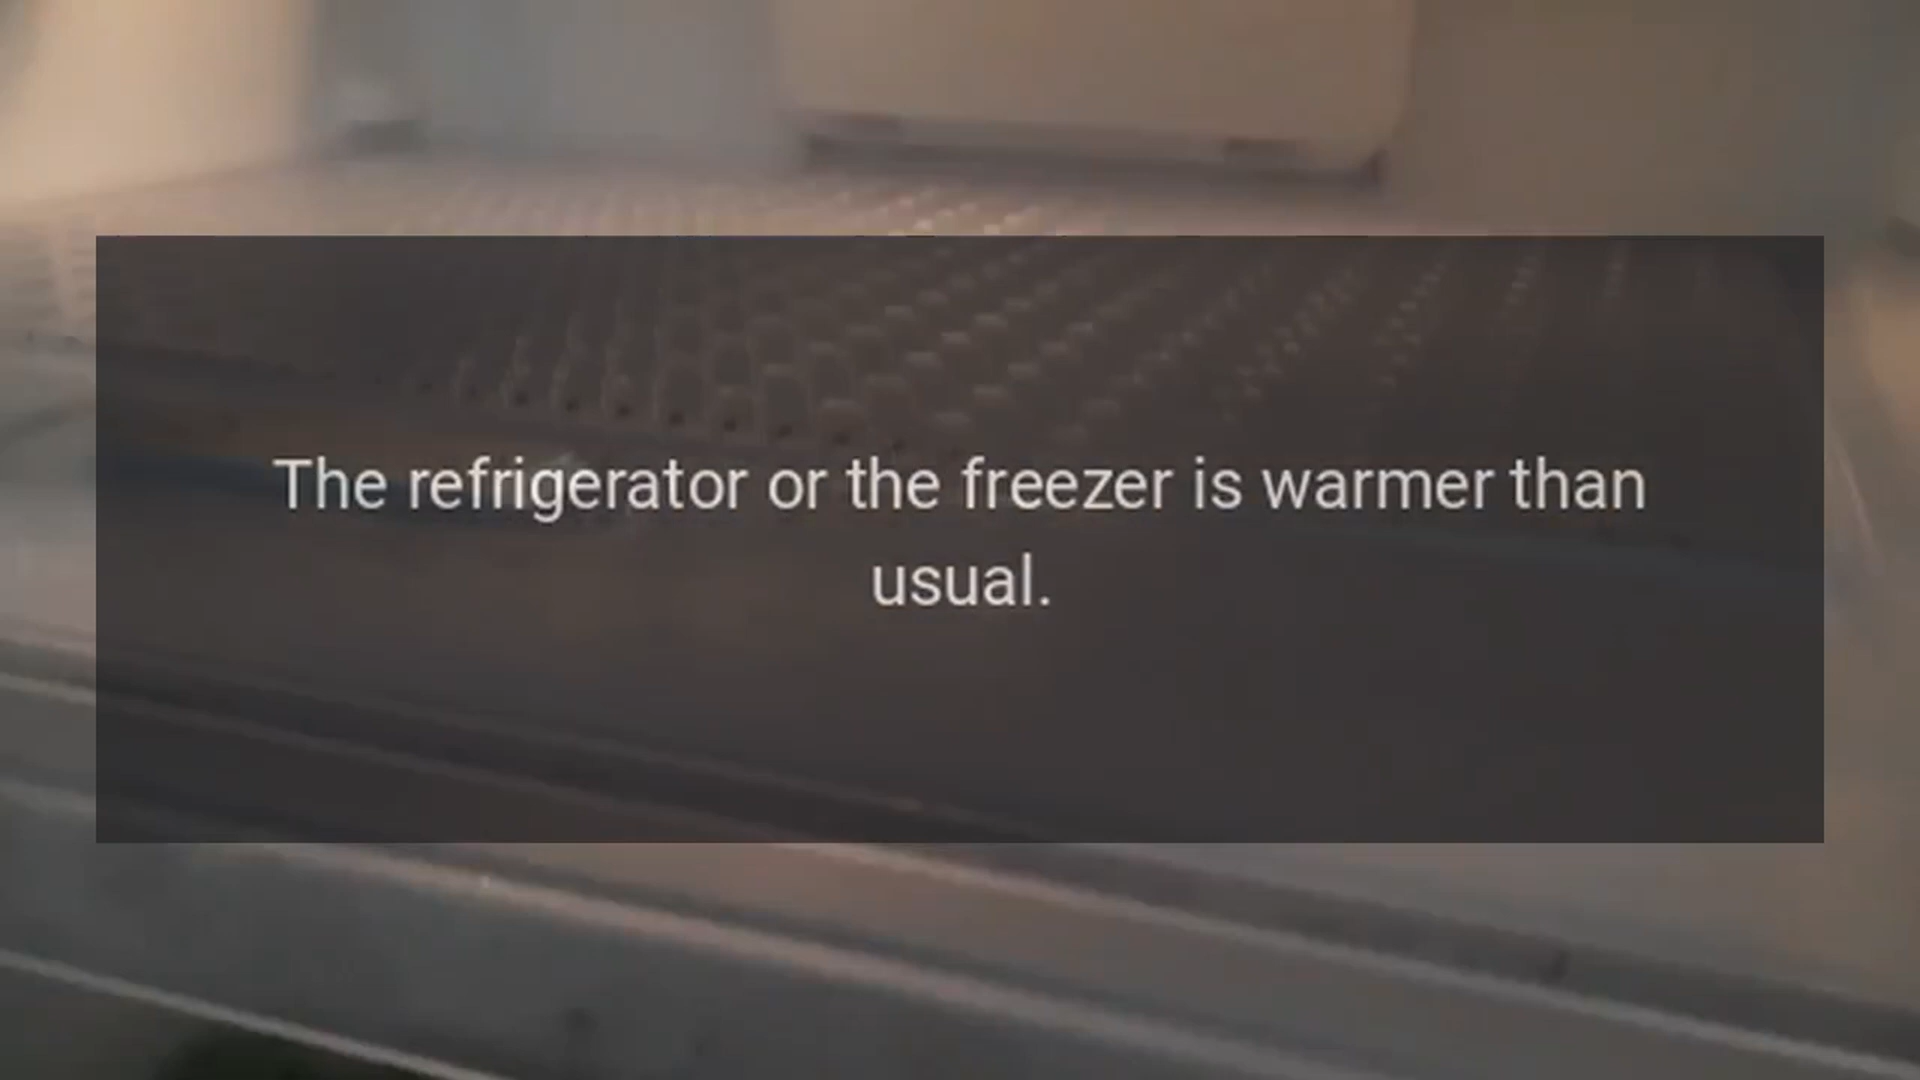 The refrigerator or the freezer is warmer than
usual.